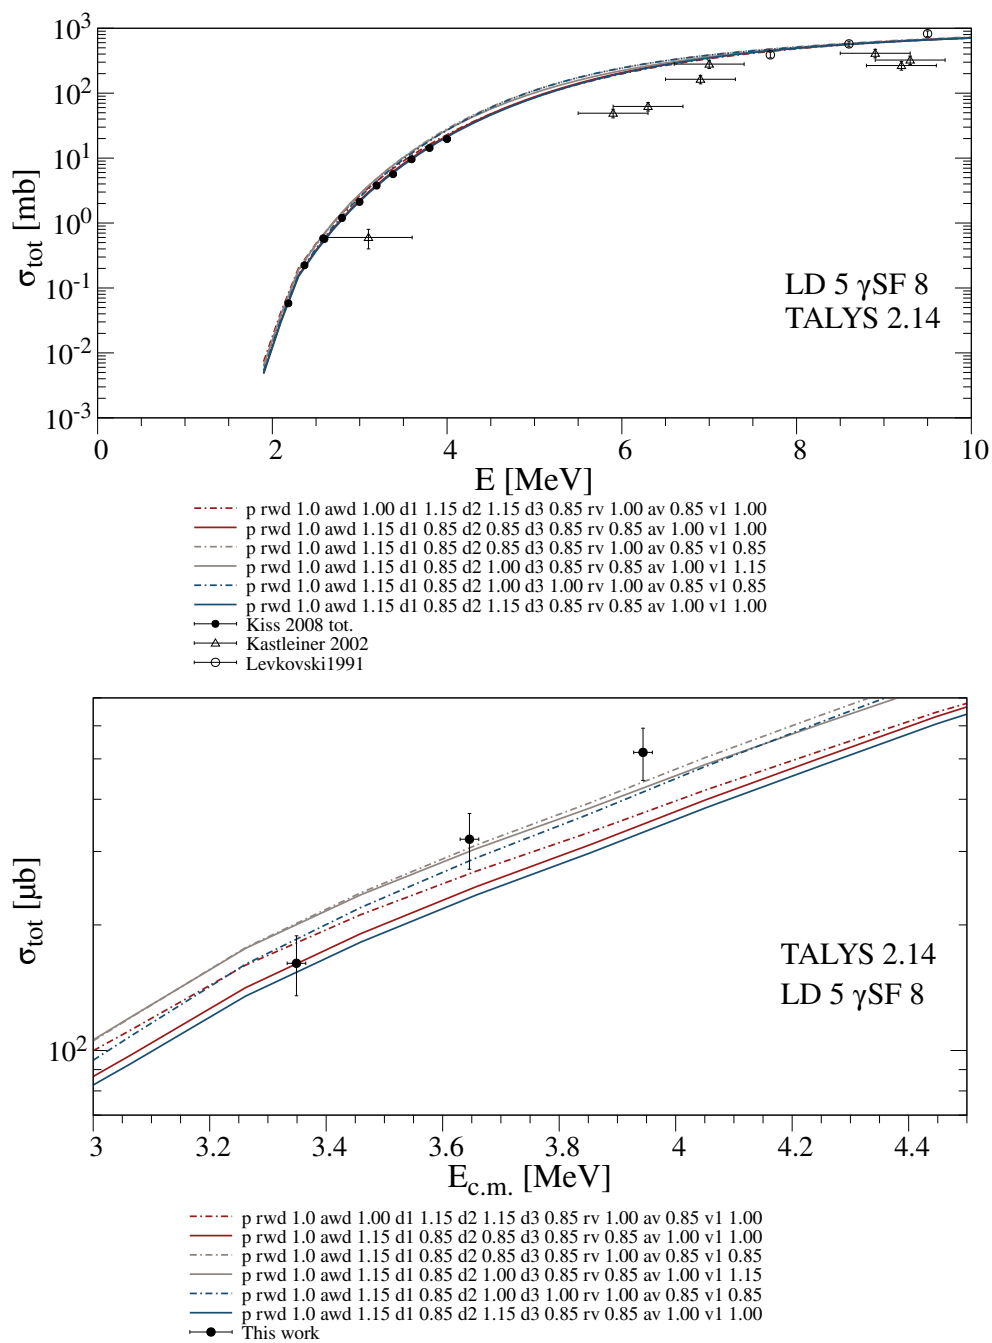 10^3
10^2
10^1
10^0
10^-1
10^-2
10^-3
σ_tot [mb]
LD 5 γSF 8
TALYS 2.14
0 2 4 6 8 10
E [MeV]
p rwd 1.0 awd 1.00 d1 1.15 d2 1.15 d3 0.85 rv 1.00 av 0.85 v1 1.00
p rwd 1.0 awd 1.15 d1 0.85 d2 0.85 d3 0.85 rv 0.85 av 1.00 v1 1.00
p rwd 1.0 awd 1.15 d1 0.85 d2 0.85 d3 0.85 rv 1.00 av 0.85 v1 0.85
p rwd 1.0 awd 1.15 d1 0.85 d2 1.00 d3 0.85 rv 0.85 av 1.00 v1 1.15
p rwd 1.0 awd 1.15 d1 0.85 d2 1.00 d3 1.00 rv 1.00 av 0.85 v1 0.85
p rwd 1.0 awd 1.15 d1 0.85 d2 1.15 d3 0.85 rv 0.85 av 1.00 v1 1.00
Kiss 2008 tot.
Kastleiner 2002
Levkovski1991
σ_tot [μb]
10^2
TALYS 2.14
LD 5 γSF 8
3 3.2 3.4 3.6 3.8 4 4.2 4.4
E_c.m. [MeV]
p rwd 1.0 awd 1.00 d1 1.15 d2 1.15 d3 0.85 rv 1.00 av 0.85 v1 1.00
p rwd 1.0 awd 1.15 d1 0.85 d2 0.85 d3 0.85 rv 0.85 av 1.00 v1 1.00
p rwd 1.0 awd 1.15 d1 0.85 d2 0.85 d3 0.85 rv 1.00 av 0.85 v1 0.85
p rwd 1.0 awd 1.15 d1 0.85 d2 1.00 d3 0.85 rv 0.85 av 1.00 v1 1.15
p rwd 1.0 awd 1.15 d1 0.85 d2 1.00 d3 1.00 rv 1.00 av 0.85 v1 0.85
p rwd 1.0 awd 1.15 d1 0.85 d2 1.15 d3 0.85 rv 0.85 av 1.00 v1 1.00
This work